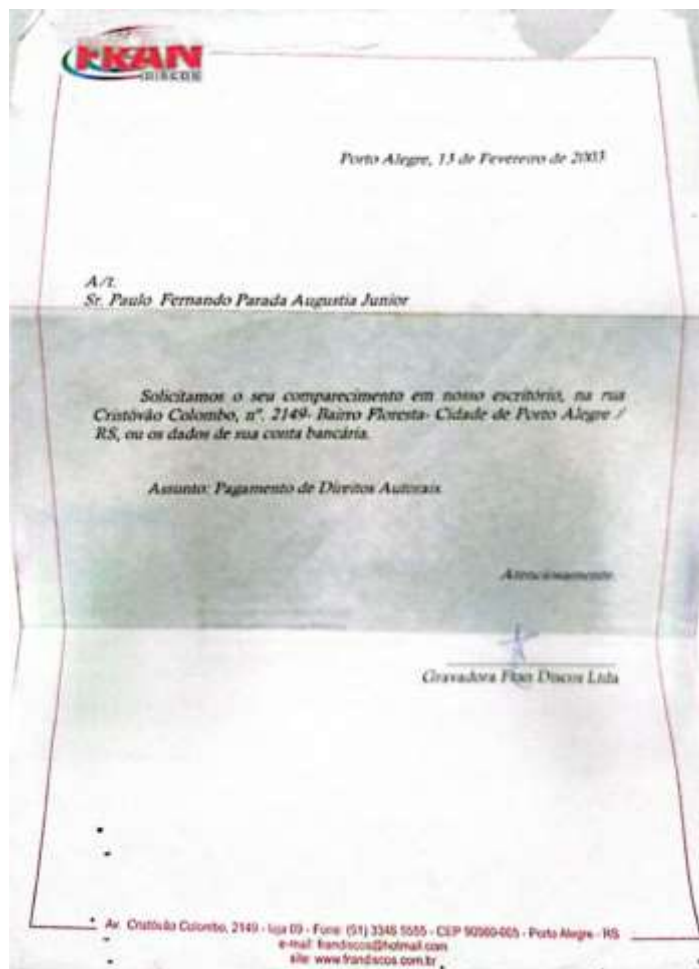 FRAN
DISCOS
Porto Alegre, 13 de Fevereiro de 2003
A/t.
Sr. Paulo Fernando Parada Augustia Junior
Solicitamos o seu comparecimento em nosso escritório, na rua
Cristóvão Colombo, nº. 2149- Bairro Floresta- Cidade de Porto Alegre /
RS, ou os dados de sua conta bancária.
Assunto: Pagamento de Direitos Autorais
Atenciosamente.
Gravadora Fran Discos Ltda
Av. Cristóvão Colombo, 2149 - loja 09 - Fone: (51) 3346 5555 - CEP - Porto Alegre - RS
e-mail: frandiscos@hotmail.com
site: www.frandiscos.com.br